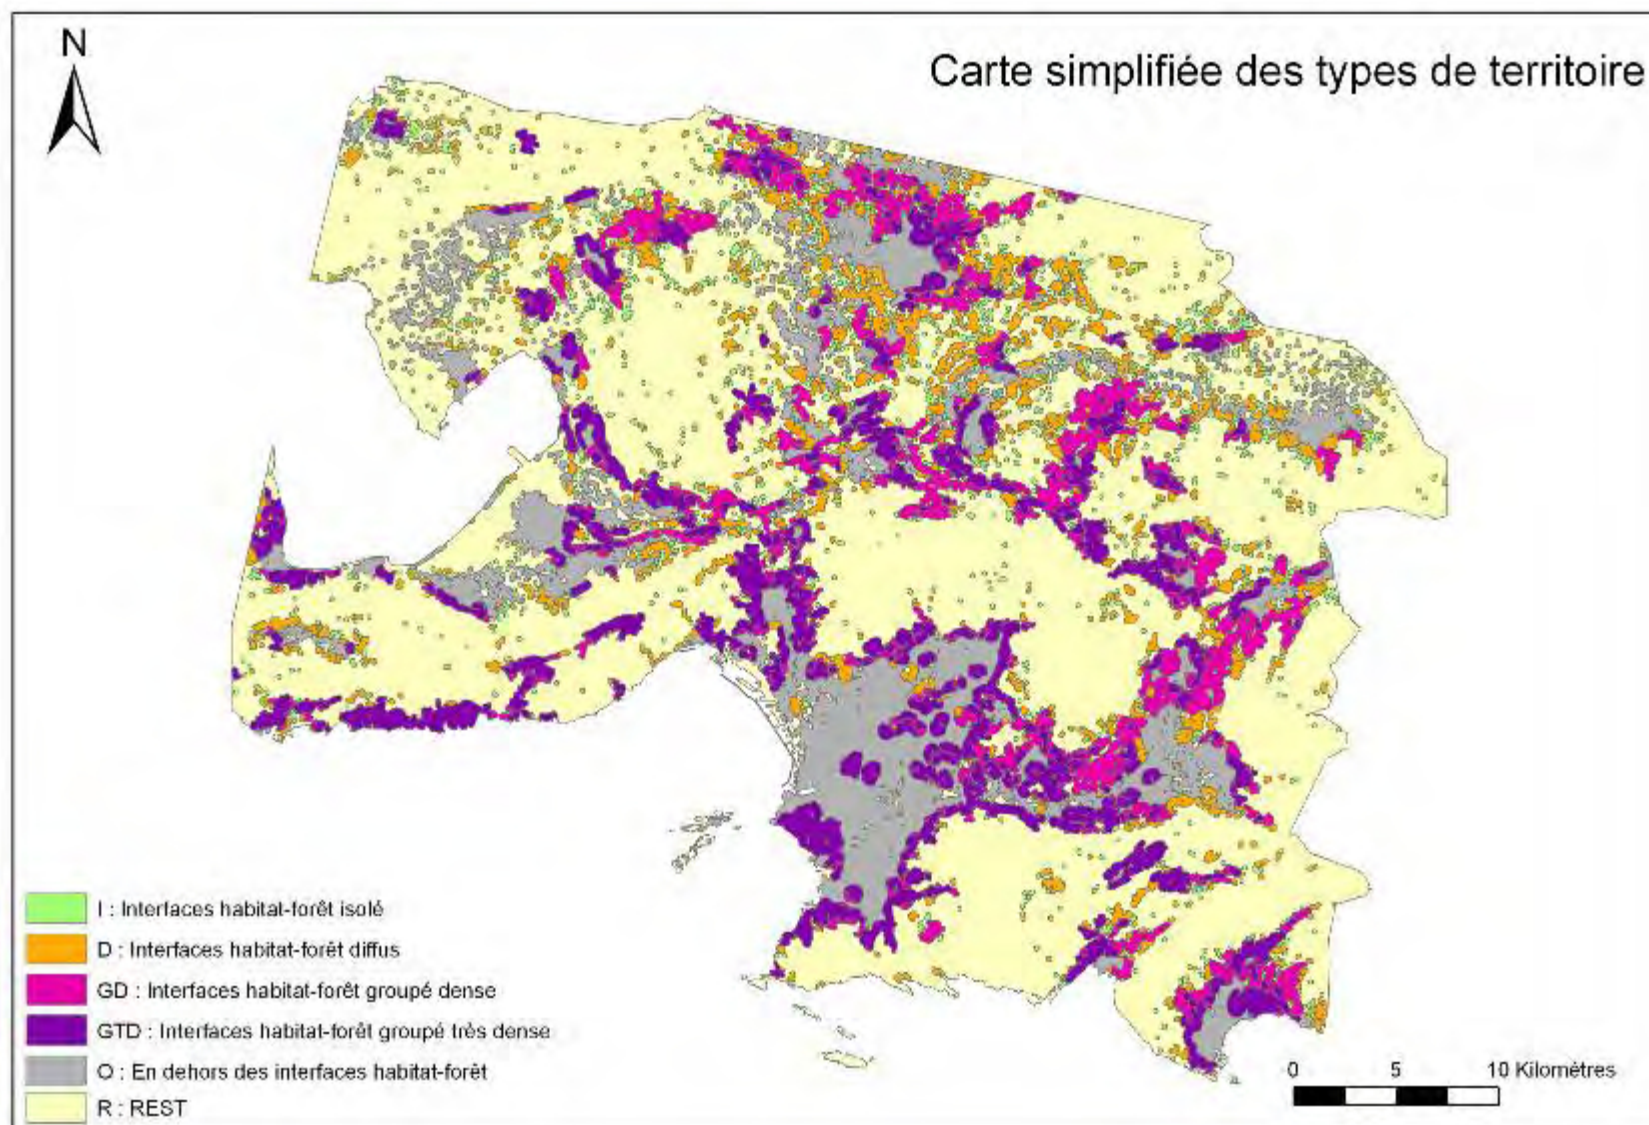 N
Carte simplifiée des types de territoire
I : Interfaces habitat-forêt isolé
D : Interfaces habitat-forêt diffus
GD : Interfaces habitat-forêt groupé dense
GTD : Interfaces habitat-forêt groupé très dense
O : En dehors des interfaces habitat-forêt
R : REST
0 5 10 Kilomètres